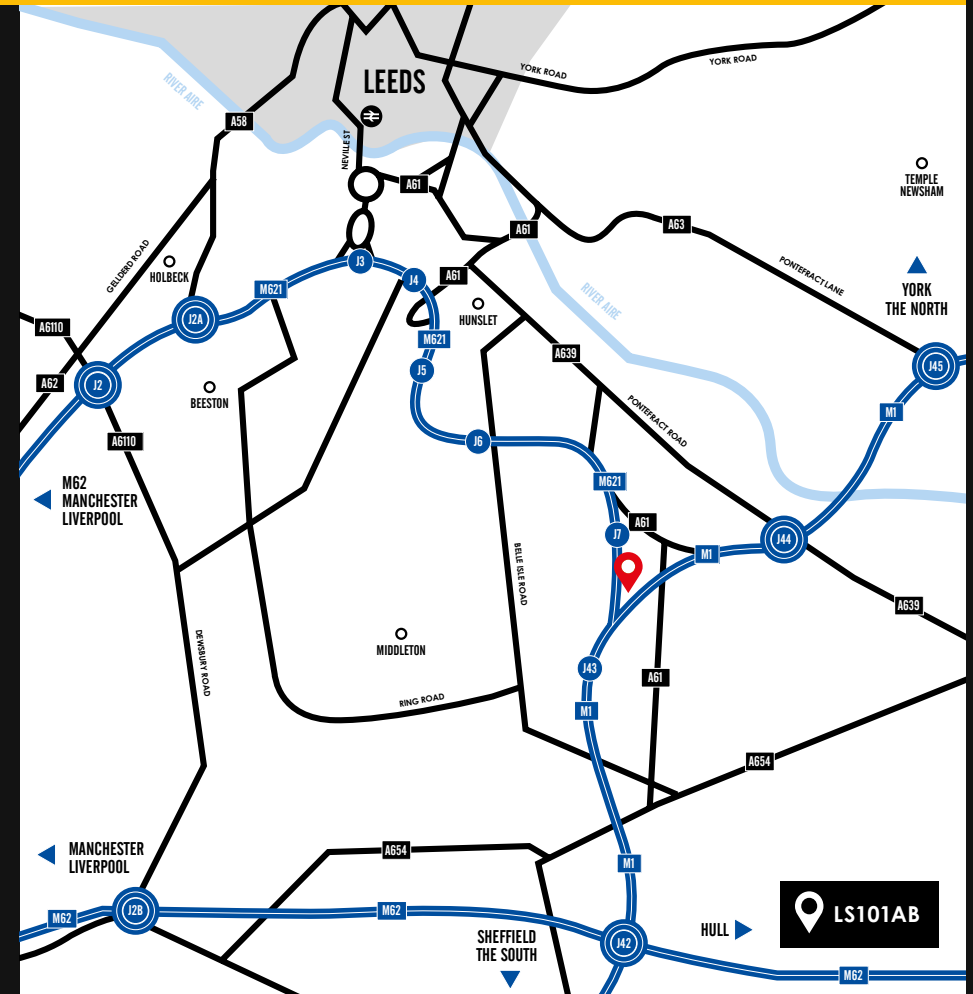 LEEDS
YORK ROAD
YORK ROAD
RIVER AIRE
A58
NEVILLE ST
A61
TEMPLE
NEWSHAM
A61
A63
GELLDERD ROAD
HOLBECK
J3
J4
A61
PONTEFRACT LANE
YORK
THE NORTH
M621
RIVER AIRE
HUNSLET
J2A
A6110
M621
A639
J45
J5
A62
J2
BEESTON
M1
PONTEFRACT ROAD
A6110
J6
M62
MANCHESTER
LIVERPOOL
M621
A61
J7
J44
M1
BELLE ISLE ROAD
A639
MIDDLETON
DEWSBURY ROAD
J43
A61
RING ROAD
M1
A654
MANCHESTER
LIVERPOOL
A654
M1
J2B
M62
M62
LS101AB
SHEFFIELD
THE SOUTH
J42
HULL
M62